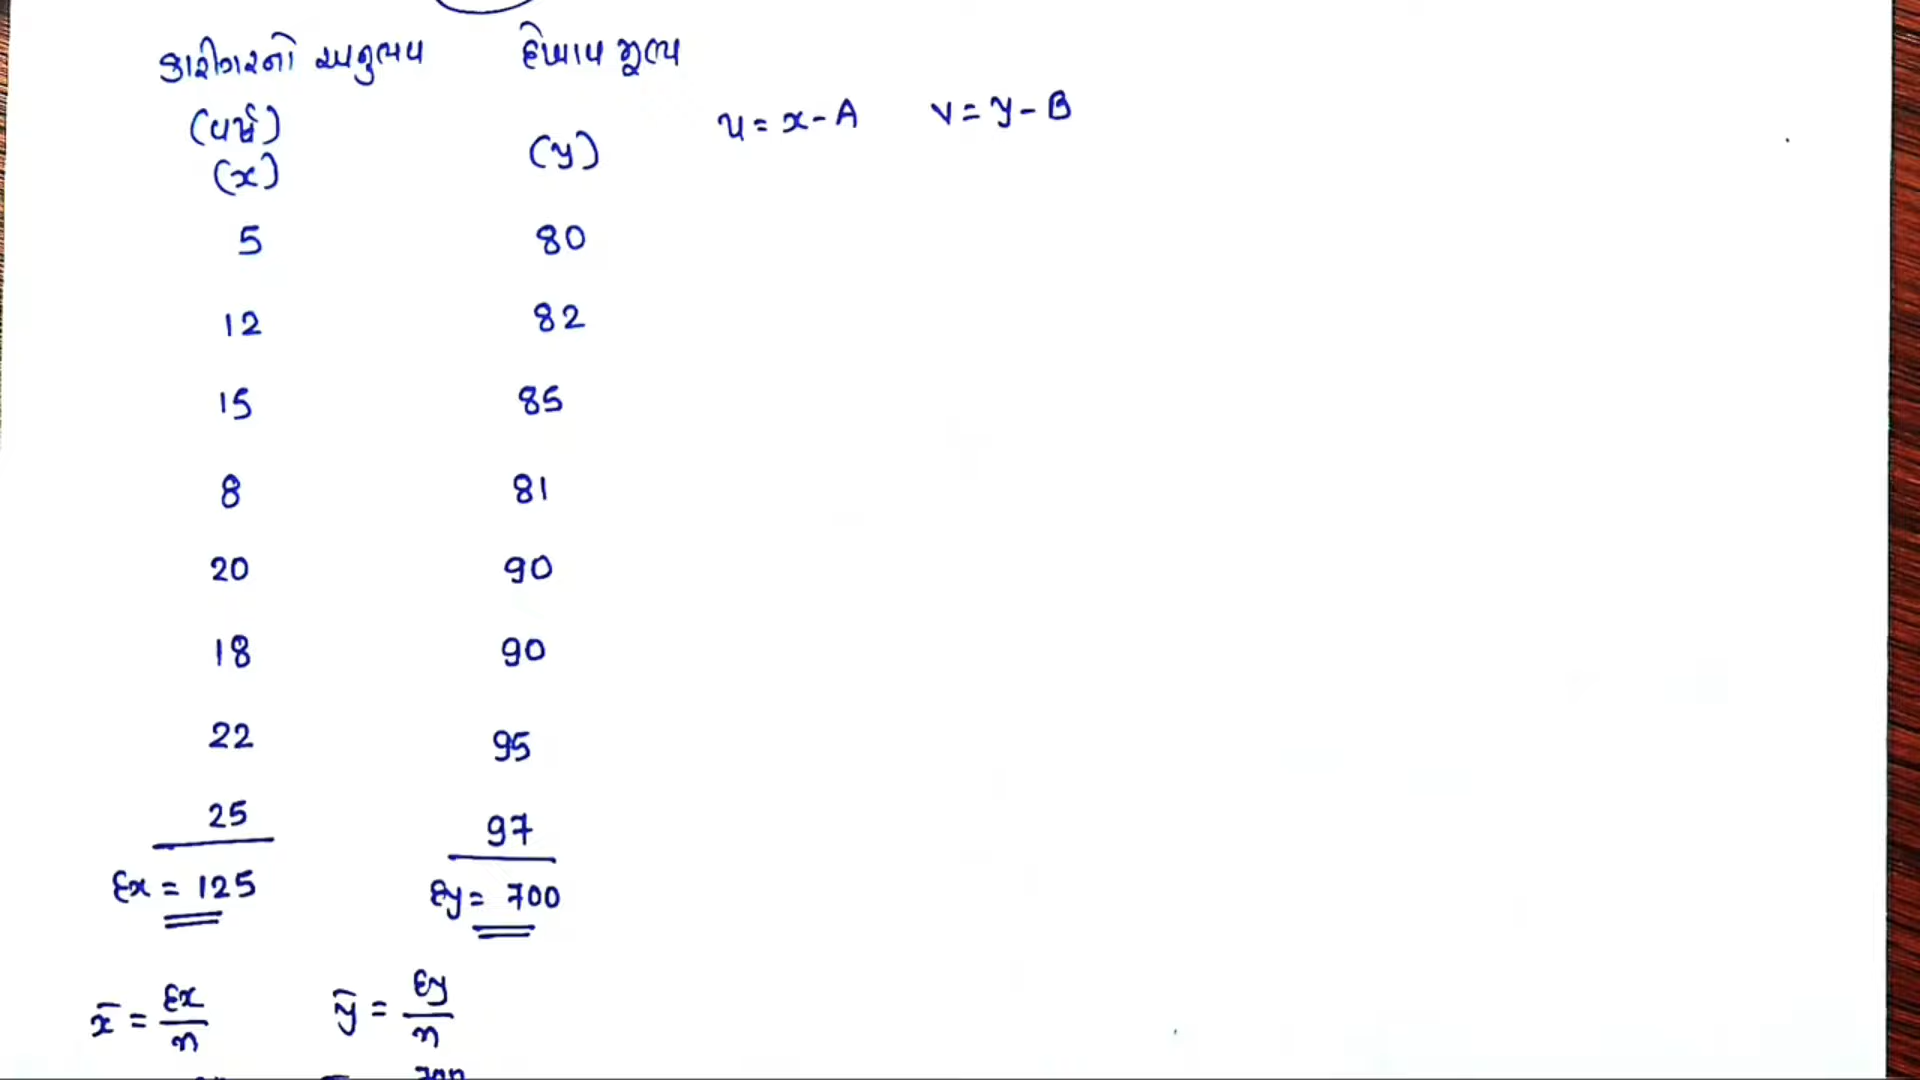 કારીગરનો અનુભવ દેખાવ મૂલ્ય
(વર્ષ) u = x - A v = y - B
(x) (y)
5 80
12 82
15 85
8 81
20 90
18 90
22 95
25 97
Σx = 125 Σy = 700
x̄ = Σx/n ȳ = Σy/n
700